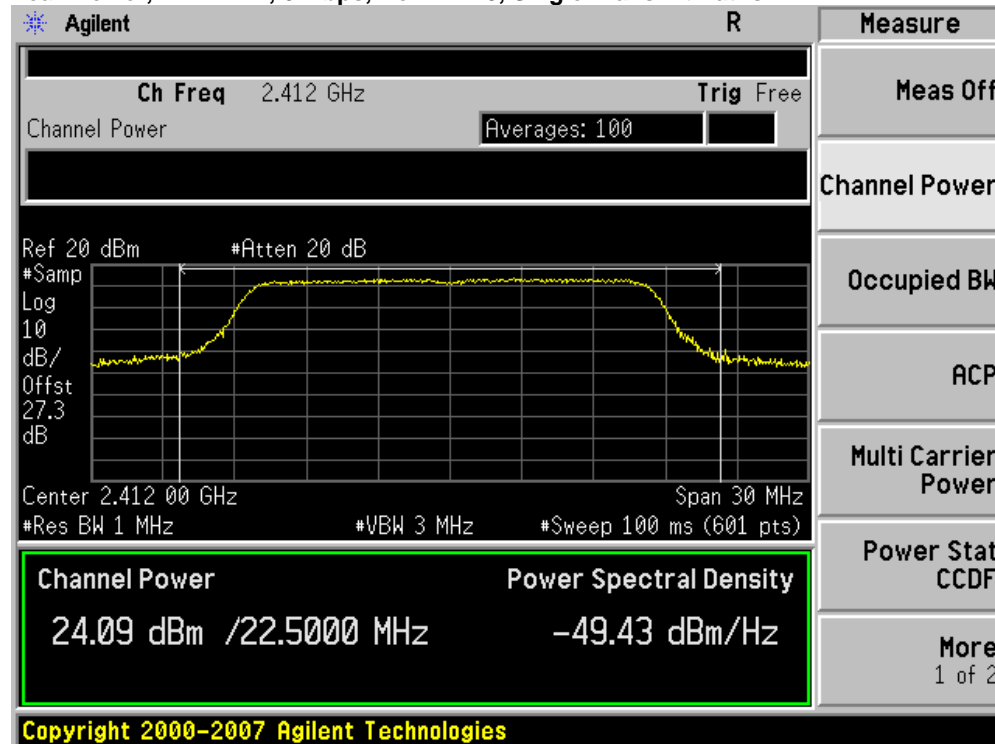 Agilent R Measure
Ch Freq 2.412 GHz Trig Free
Meas Off
Channel Power Averages: 100
Channel Power
Ref 20 dBm #Atten 20 dB
#Samp
Log
10
dB/
Offst
27.3
dB
Occupied BW
ACP
Multi Carrier
Power
Center 2.412 00 GHz Span 30 MHz
#Res BW 1 MHz #VBW 3 MHz #Sweep 100 ms (601 pts)
Power Stat
CCDF
Channel Power Power Spectral Density
24.09 dBm /22.5000 MHz -49.43 dBm/Hz
More
1 of 2
Copyright 2000-2007 Agilent Technologies